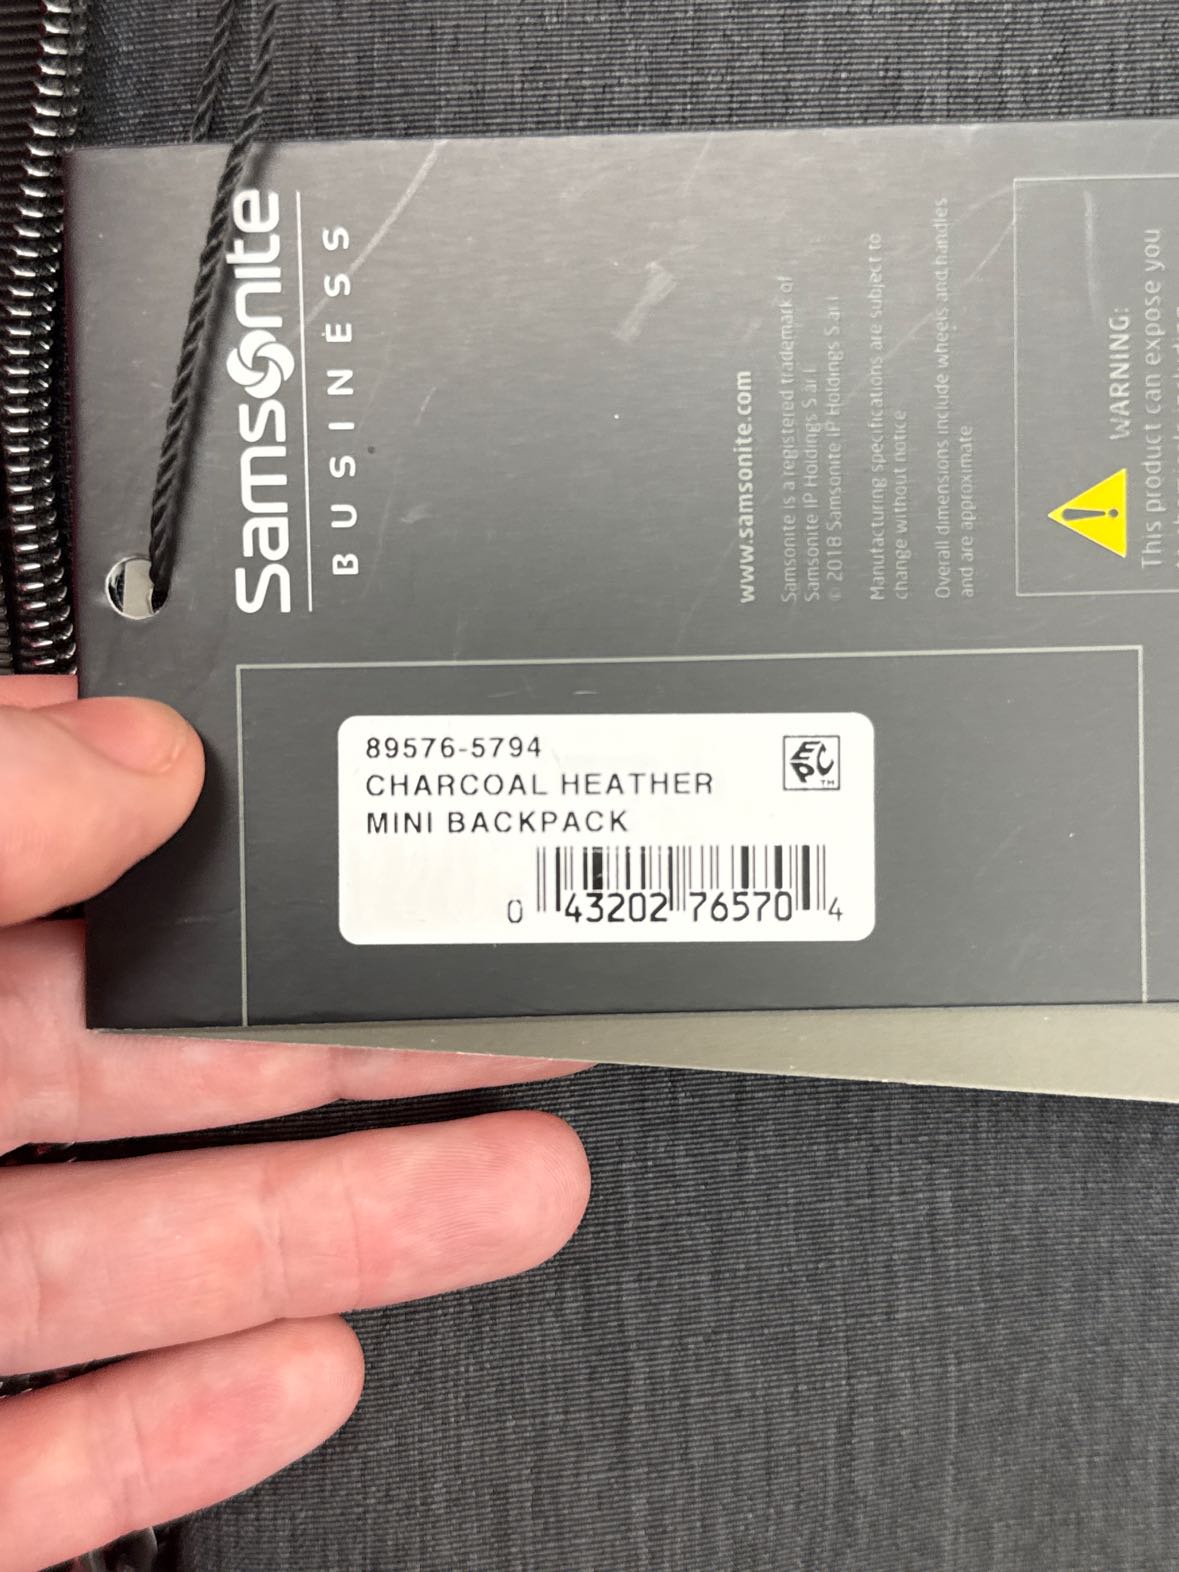 Samsonite
BUSINESS
www.samsonite.com
Samsonite is a registered trademark of
Samsonite IP Holdings S.ar.l
© 2018 Samsonite IP Holdings S.ar.l
Manufacturing specifications are subject to
change without notice
Overall dimensions include wheels and handles
and are approximate
WARNING:
This product can expose you
89576-5794
CHARCOAL HEATHER
MINI BACKPACK
EPC
TM
0 43202 76570 4